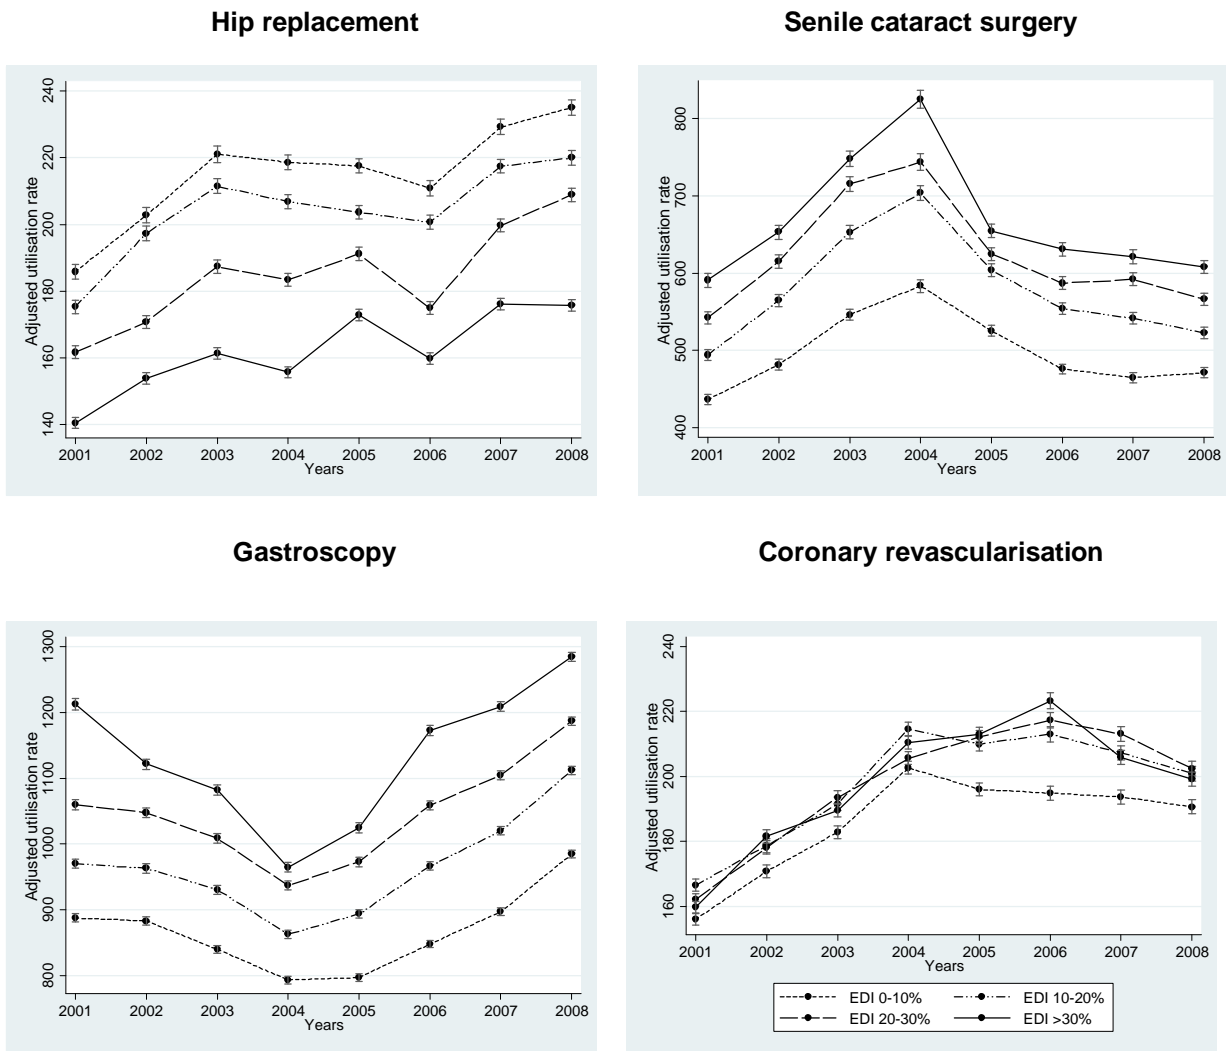 Hip replacement
Adjusted utilisation rate
240
220
200
180
160
140
2001 2002 2003 2004 2005 2006 2007 2008
Years
Senile cataract surgery
Adjusted utilisation rate
800
700
600
500
400
2001 2002 2003 2004 2005 2006 2007 2008
Years
Gastroscopy
Adjusted utilisation rate
1300
1200
1100
1000
900
800
2001 2002 2003 2004 2005 2006 2007 2008
Years
Coronary revascularisation
Adjusted utilisation rate
240
220
200
180
160
2001 2002 2003 2004 2005 2006 2007 2008
Years
EDI 0-10% EDI 10-20%
EDI 20-30% EDI >30%